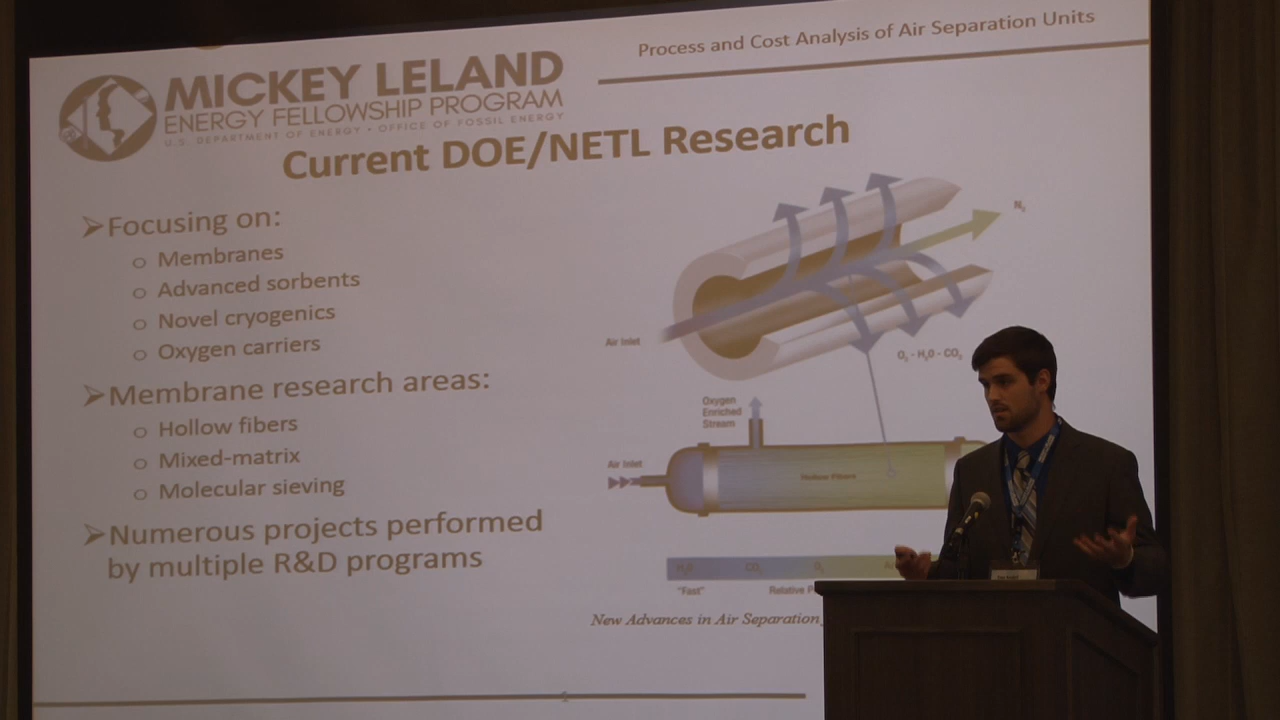 Process and Cost Analysis of Air Separation Units
MICKEY LELAND
ENERGY FELLOWSHIP PROGRAM
U.S. DEPARTMENT OF ENERGY • OFFICE OF FOSSIL ENERGY
Current DOE/NETL Research
➢Focusing on:
o Membranes
o Advanced sorbents
o Novel cryogenics
o Oxygen carriers
➢Membrane research areas:
o Hollow fibers
o Mixed-matrix
o Molecular sieving
➢Numerous projects performed
by multiple R&D programs
N₂
Air Inlet
O₂ - H₂O - CO₂
Oxygen
Enriched
Stream
Air Inlet
Hollow Fibers
H₂O CO₂ O₂
"Fast" Relative
New Advances in Air Separation